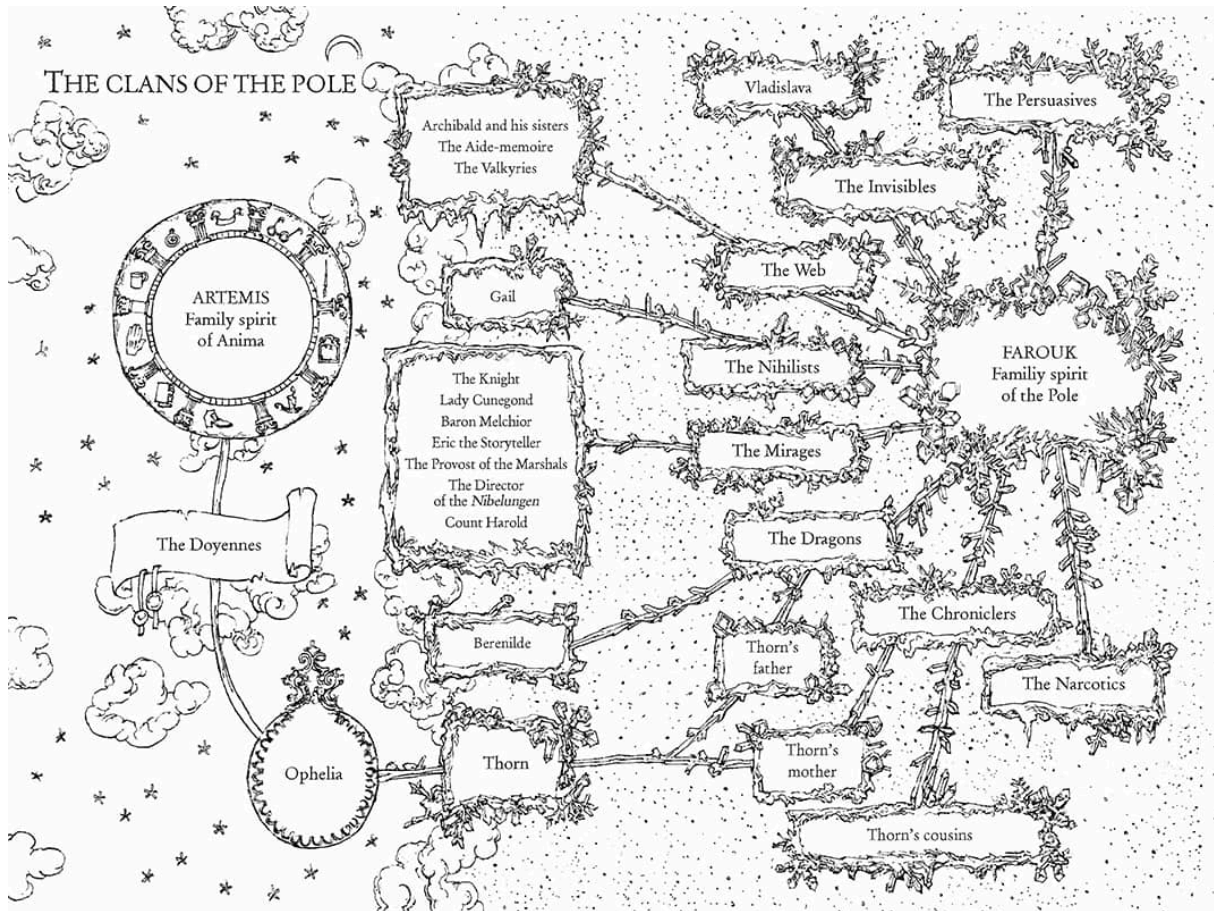 THE CLANS OF THE POLE
ARTEMIS
Family spirit
of Anima
The Doyennes
Ophelia
Archibald and his sisters
The Aide-memoire
The Valkyries
Gail
The Knight
Lady Cunegond
Baron Melchior
Eric the Storyteller
The Provost of the Marshals
The Director
of the Nibelungen
Count Harold
Berenilde
Thorn
Vladislava
The Persuasives
The Invisibles
The Web
The Nihilists
The Mirages
FAROUK
Familiy spirit
of the Pole
The Dragons
The Chroniclers
Thorn's
father
The Narcotics
Thorn's
mother
Thorn's cousins